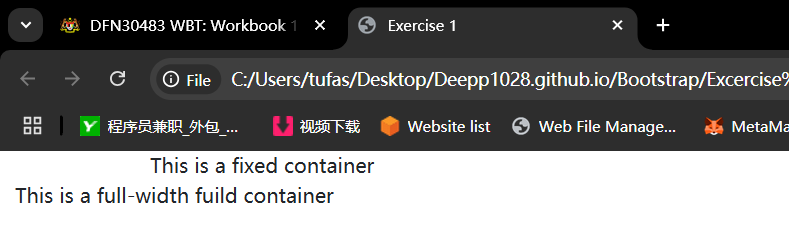 DFN30483 WBT: Workbook 1
Exercise 1
File
C:/Users/tufas/Desktop/Deepp1028.github.io/Bootstrap/Excercise%
程序员兼职_外包_...
视频下载
Website list
Web File Manage...
MetaMa
This is a fixed container
This is a full-width fuild container